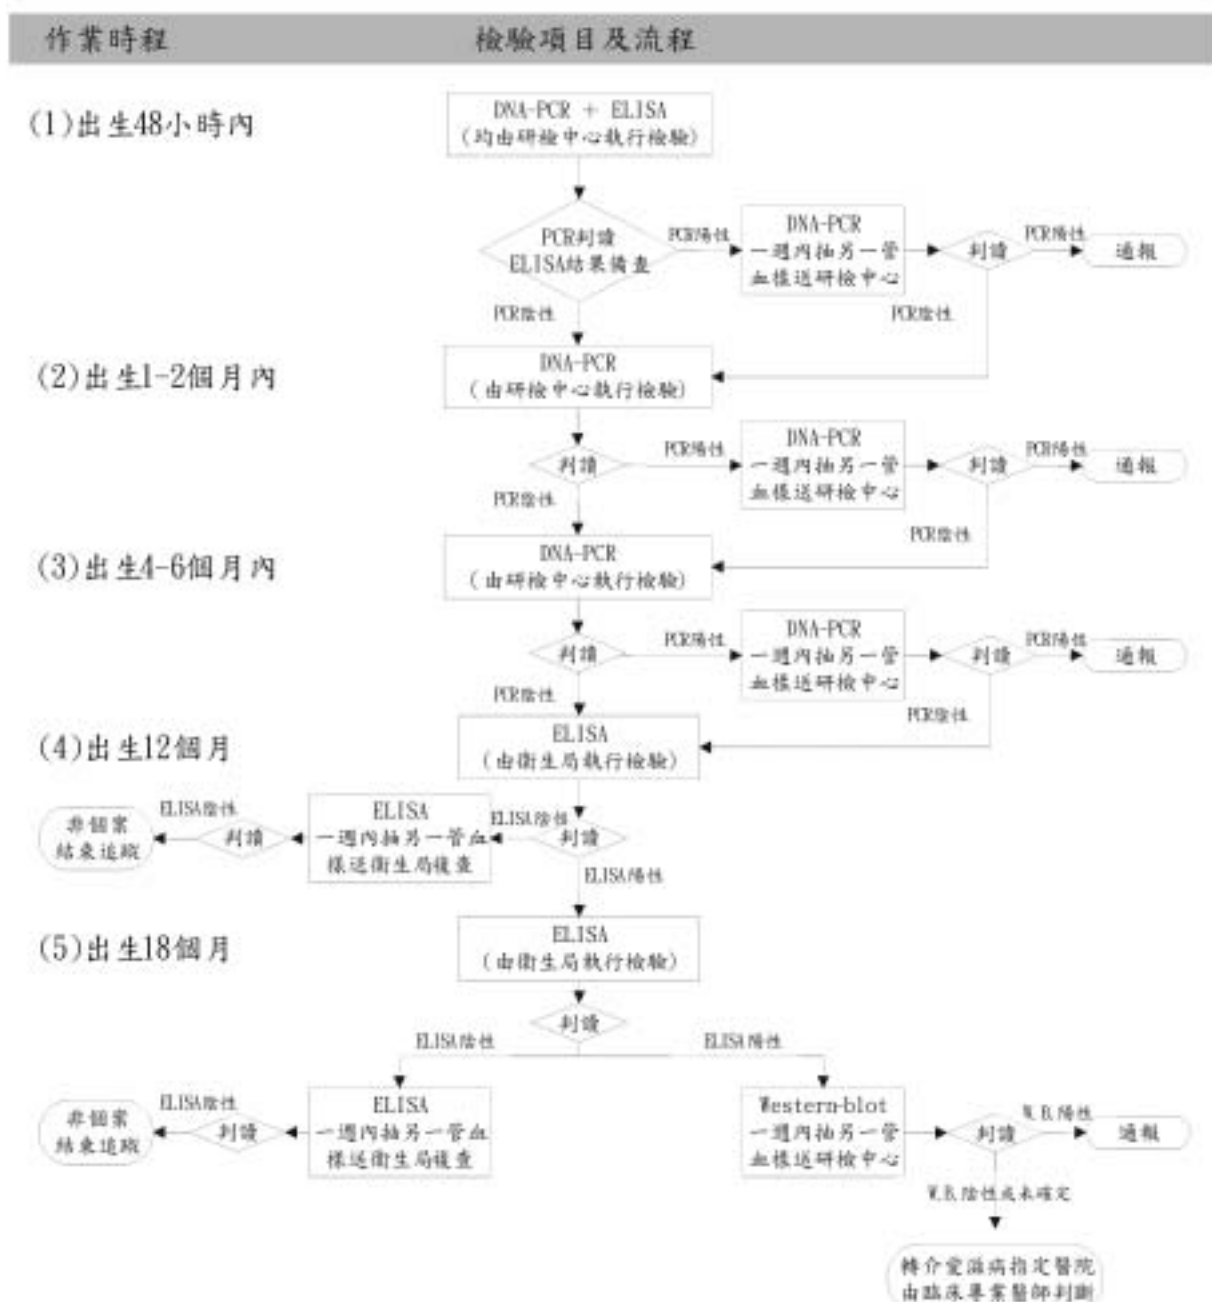 作業時程
檢驗項目及流程
(1)出生48小時內
DNA-PCR + ELISA
(均由研檢中心執行檢驗)
PCR判讀
ELISA結果備查
PCR陽性
DNA-PCR
一週內抽另一管
血樣送研檢中心
判讀
PCR陽性
通報
PCR陰性
PCR陰性
(2)出生1-2個月內
DNA-PCR
(由研檢中心執行檢驗)
判讀
PCR陽性
DNA-PCR
一週內抽另一管
血樣送研檢中心
判讀
PCR陽性
通報
PCR陰性
PCR陰性
(3)出生4-6個月內
DNA-PCR
(由研檢中心執行檢驗)
判讀
PCR陽性
DNA-PCR
一週內抽另一管
血樣送研檢中心
判讀
PCR陽性
通報
PCR陰性
PCR陰性
(4)出生12個月
ELISA
(由衛生局執行檢驗)
非個案
結束追蹤
ELISA陰性
判讀
ELISA
一週內抽另一管血
樣送衛生局復查
ELISA陰性
判讀
ELISA陽性
(5)出生18個月
ELISA
(由衛生局執行檢驗)
判讀
ELISA陰性
ELISA陽性
非個案
結束追蹤
ELISA陰性
判讀
ELISA
一週內抽另一管血
樣送衛生局復查
Western-blot
一週內抽另一管
血樣送研檢中心
判讀
W.B.陽性
通報
W.B.陰性或未確定
轉介愛滋病指定醫院
由臨床專業醫師判斷